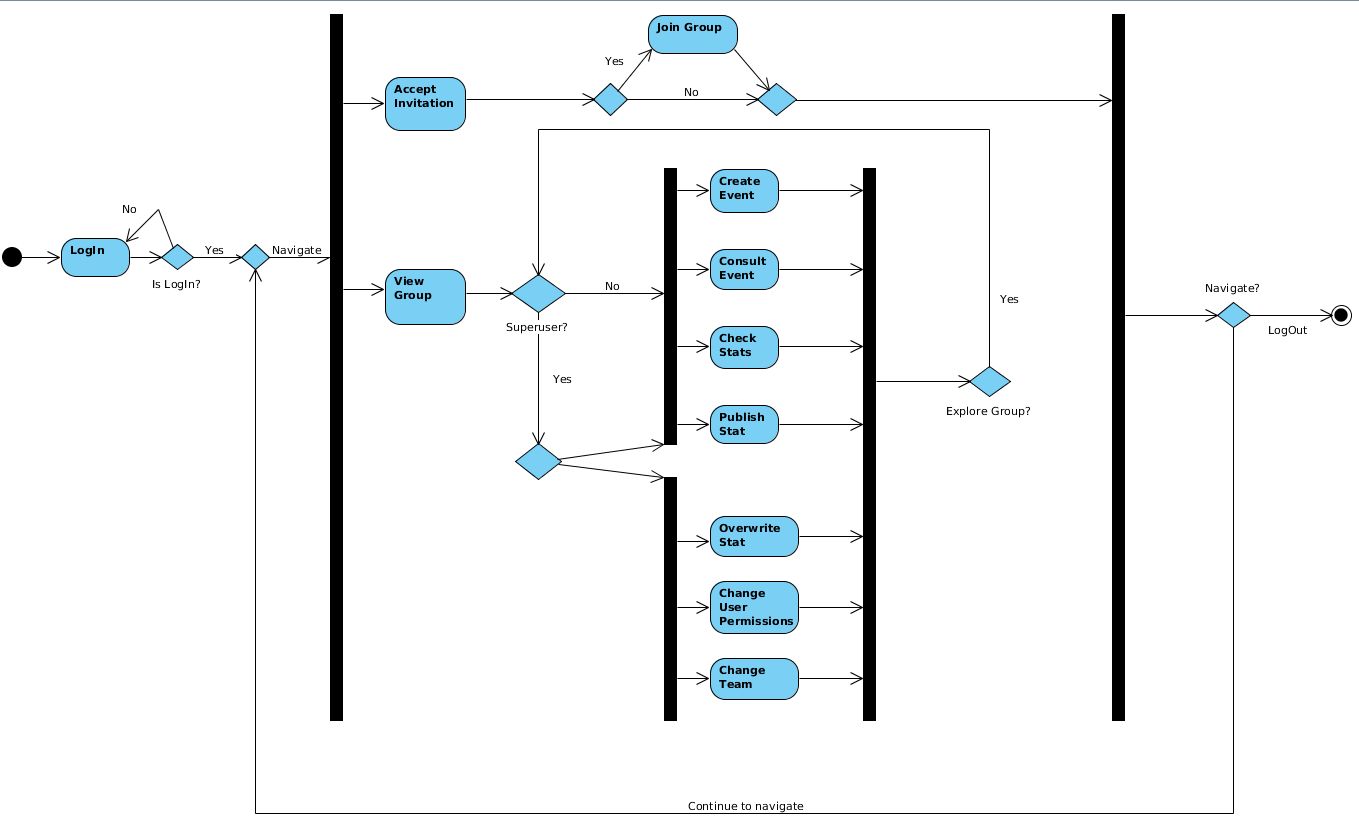 Join Group
Yes
No
Accept
Invitation
Create
Event
No
LogIn
Is LogIn?
Yes
Navigate
View
Group
Superuser?
No
Yes
Consult
Event
Check
Stats
Publish
Stat
Overwrite
Stat
Change
User
Permissions
Change
Team
Yes
Explore Group?
Navigate?
LogOut
Continue to navigate